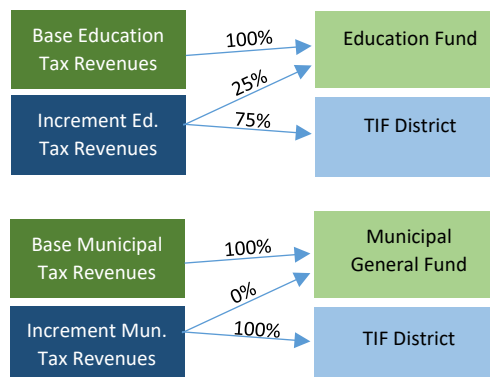 Base Education
Tax Revenues
100%
Education Fund
25%
Increment Ed.
Tax Revenues
75%
TIF District
Base Municipal
Tax Revenues
100%
Municipal
General Fund
0%
Increment Mun.
Tax Revenues
100%
TIF District